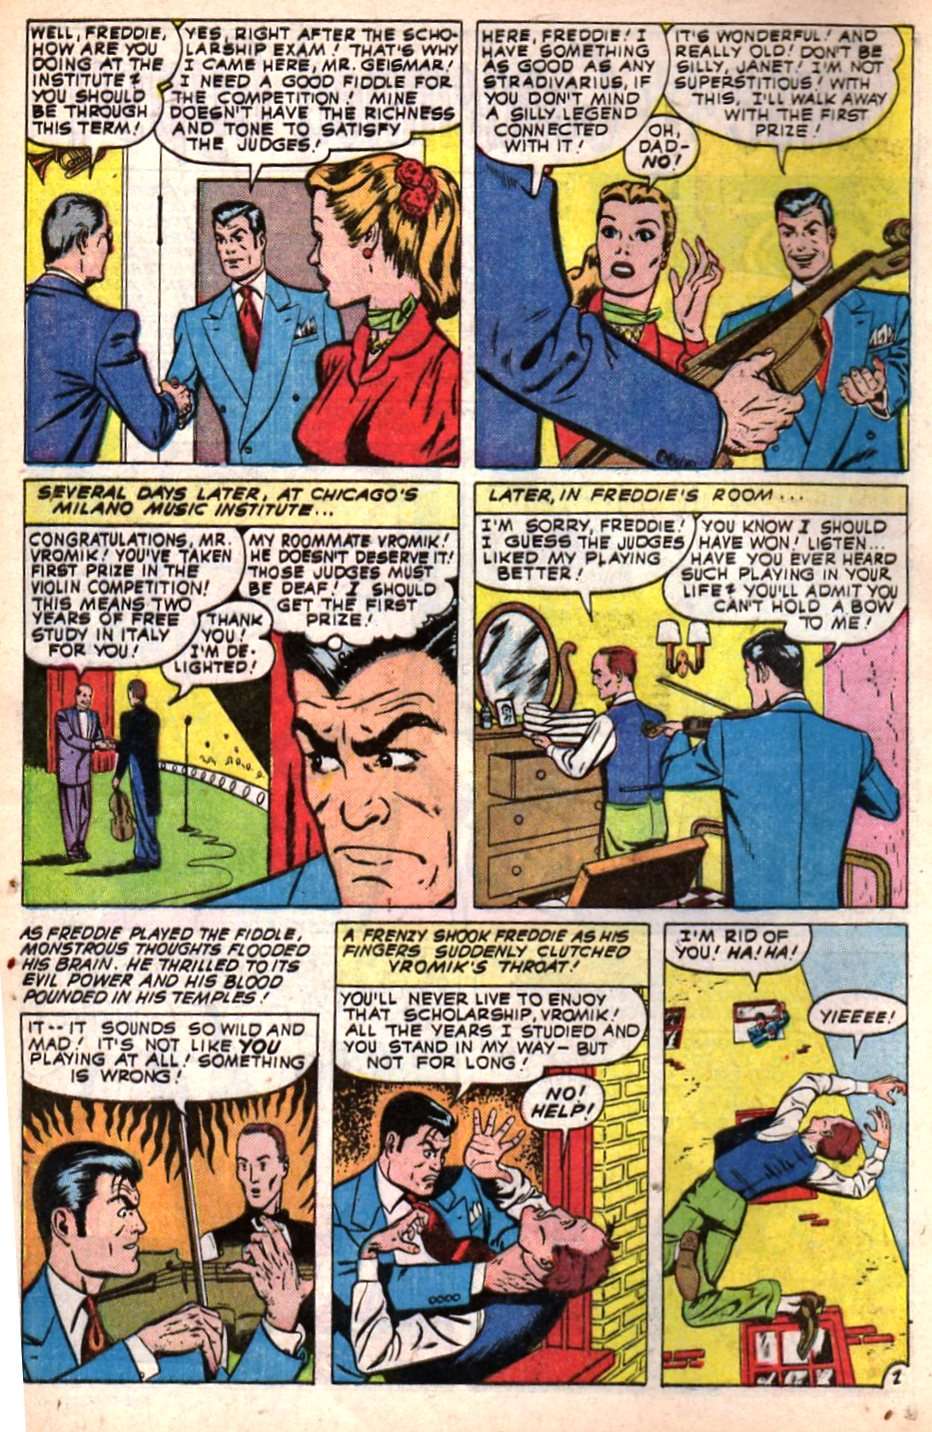 WELL, FREDDIE,
HOW ARE YOU
DOING AT THE
INSTITUTE?
YOU SHOULD
BE THROUGH
THIS TERM!
YES, RIGHT AFTER THE SCHO-
LARSHIP EXAM! THAT'S WHY
I CAME HERE, MR. GEISMAR!
I NEED A GOOD FIDDLE FOR
THE COMPETITION! MINE
DOESN'T HAVE THE RICHNESS
AND TONE TO SATISFY
THE JUDGES!
HERE, FREDDIE! I
HAVE SOMETHING
AS GOOD AS ANY
STRADIVARIUS, IF
YOU DON'T MIND
A SILLY LEGEND
CONNECTED
WITH IT!
OH,
DAD-
NO!
IT'S WONDERFUL! AND
REALLY OLD! DON'T BE
SILLY, JANET! I'M NOT
SUPERSTITIOUS! WITH
THIS, I'LL WALK AWAY
WITH THE FIRST
PRIZE!
SEVERAL DAYS LATER, AT CHICAGO'S
MILANO MUSIC INSTITUTE...
CONGRATULATIONS, MR.
VROMIK! YOU'VE TAKEN
FIRST PRIZE IN THE
VIOLIN COMPETITION!
THIS MEANS TWO
YEARS OF FREE
STUDY IN ITALY
FOR YOU!
THANK
YOU!
I'M DE-
LIGHTED!
MY ROOMMATE VROMIK!
HE DOESN'T DESERVE IT!
THOSE JUDGES MUST
BE DEAF! I SHOULD
GET THE FIRST
PRIZE!
LATER, IN FREDDIE'S ROOM...
I'M SORRY, FREDDIE!
I GUESS THE JUDGES
LIKED MY PLAYING
BETTER!
YOU KNOW I SHOULD
HAVE WON! LISTEN...
HAVE YOU EVER HEARD
SUCH PLAYING IN YOUR
LIFE? YOU'LL ADMIT YOU
CAN'T HOLD A BOW
TO ME!
AS FREDDIE PLAYED THE FIDDLE,
MONSTROUS THOUGHTS FLOODED
HIS BRAIN. HE THRILLED TO ITS
EVIL POWER AND HIS BLOOD
POUNDED IN HIS TEMPLES!
IT-- IT SOUNDS SO WILD AND
MAD! IT'S NOT LIKE YOU
PLAYING AT ALL! SOMETHING
IS WRONG!
A FRENZY SHOOK FREDDIE AS HIS
FINGERS SUDDENLY CLUTCHED
VROMIK'S THROAT!
YOU'LL NEVER LIVE TO ENJOY
THAT SCHOLARSHIP, VROMIK!
ALL THE YEARS I STUDIED AND
YOU STAND IN MY WAY-- BUT
NOT FOR LONG!
NO!
HELP!
I'M RID OF
YOU! HA! HA!
YIEEEE!
2